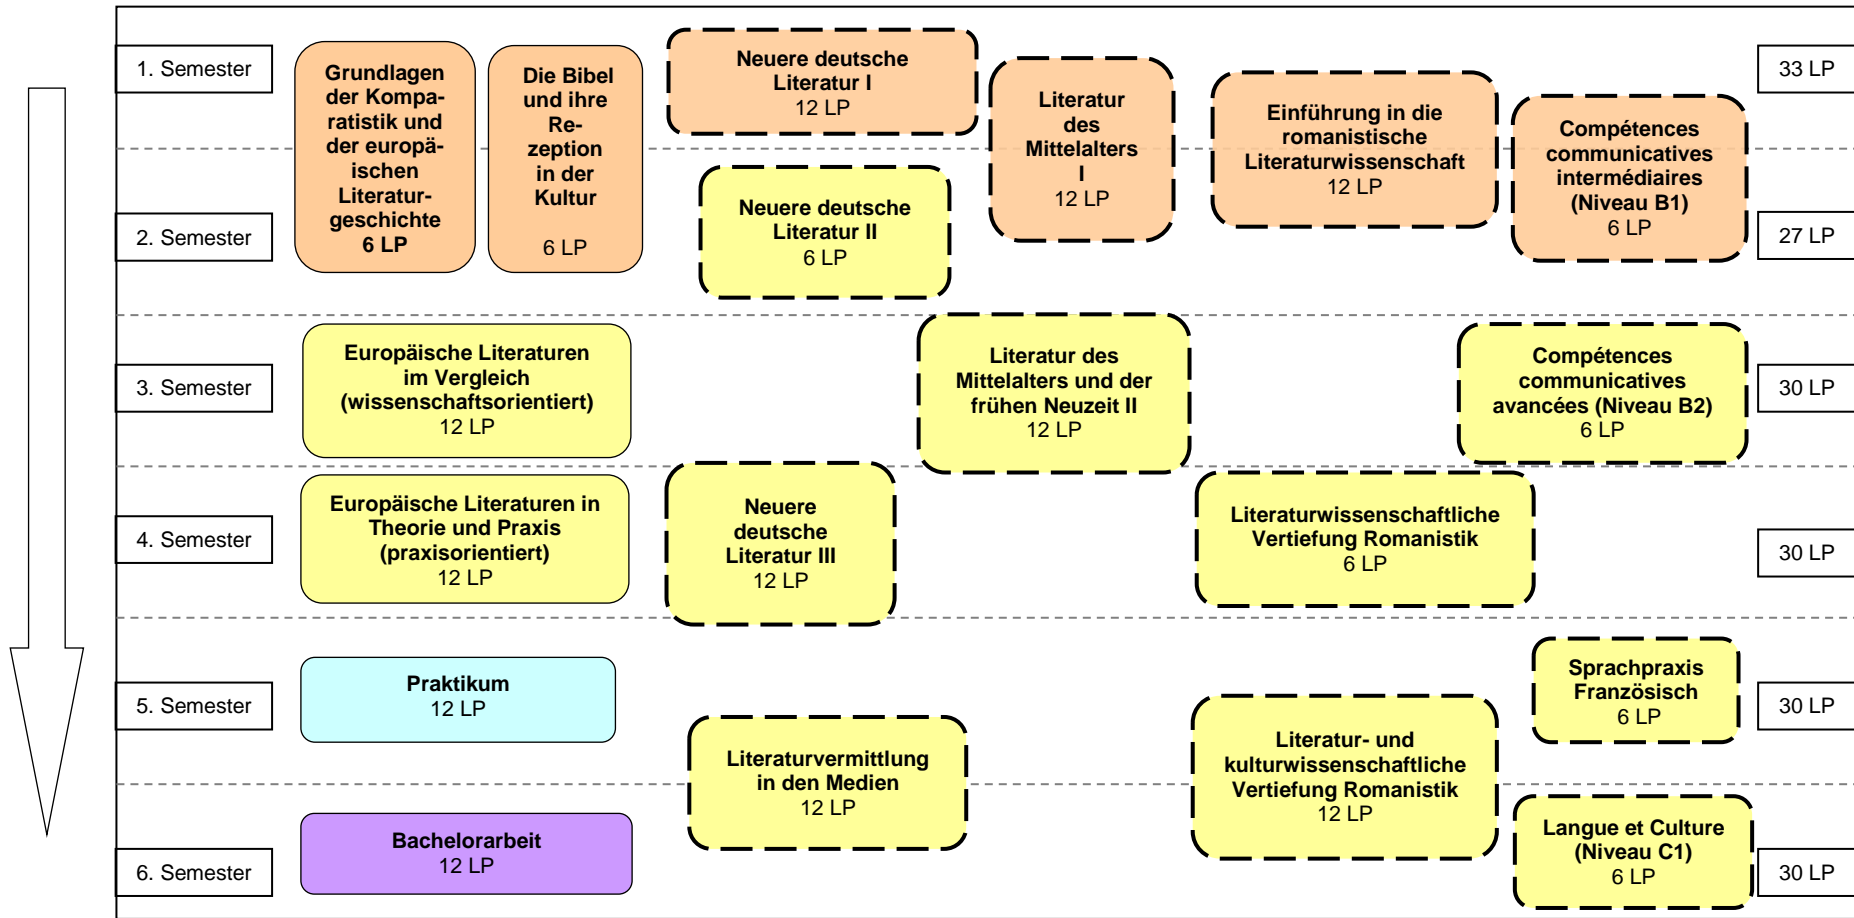 1. Semester
Grundlagen
der Kompa-
ratistik und
der europä-
ischen
Literatur-
geschichte
6 LP
Die Bibel
und ihre
Re-
zeption
in der
Kultur
6 LP
Neuere deutsche
Literatur I
12 LP
Literatur
des
Mittelalters
I
12 LP
Einführung in die
romanistische
Literaturwissenschaft
12 LP
Compétences
communicatives
intermédiaires
(Niveau B1)
6 LP
33 LP
2. Semester
Neuere deutsche
Literatur II
6 LP
27 LP
3. Semester
Europäische Literaturen
im Vergleich
(wissenschaftsorientiert)
12 LP
Literatur des
Mittelalters und der
frühen Neuzeit II
12 LP
Compétences
communicatives
avancées (Niveau B2)
6 LP
30 LP
4. Semester
Europäische Literaturen in
Theorie und Praxis
(praxisorientiert)
12 LP
Neuere
deutsche
Literatur III
12 LP
Literaturwissenschaftliche
Vertiefung Romanistik
6 LP
30 LP
5. Semester
Praktikum
12 LP
Literaturvermittlung
in den Medien
12 LP
Literatur- und
kulturwissenschaftliche
Vertiefung Romanistik
12 LP
Sprachpraxis
Französisch
6 LP
30 LP
6. Semester
Bachelorarbeit
12 LP
Langue et Culture
(Niveau C1)
6 LP
30 LP